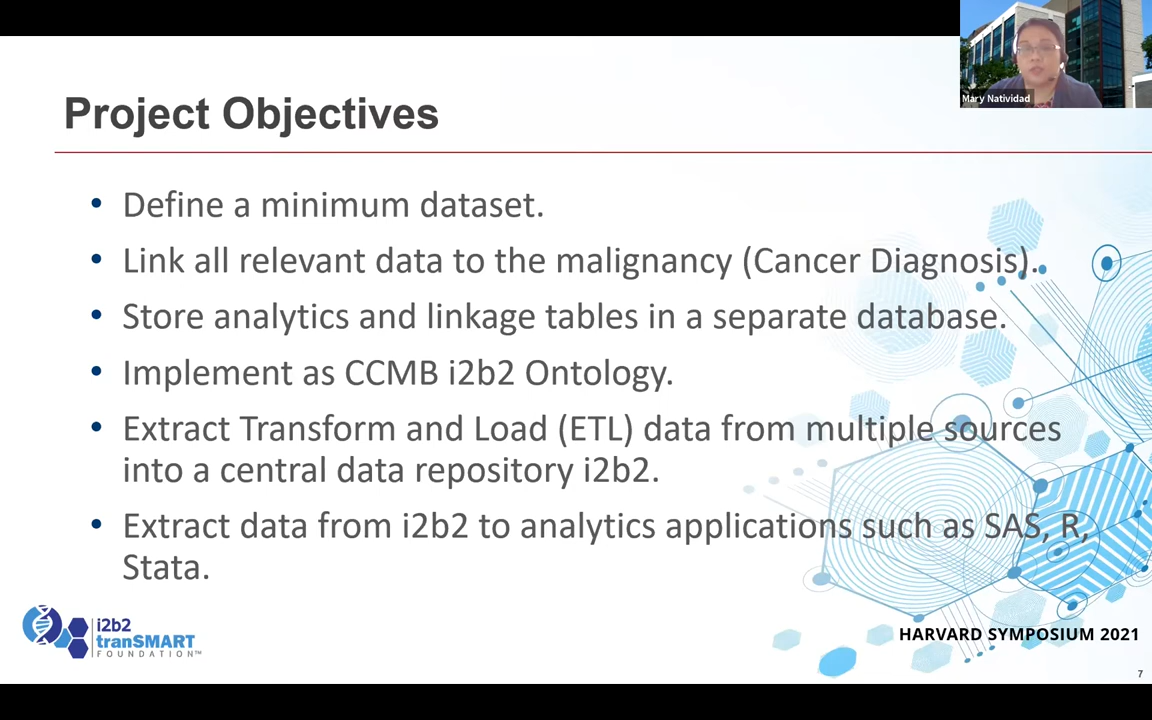 Mary Natividad
Project Objectives
• Define a minimum dataset.
• Link all relevant data to the malignancy (Cancer Diagnosis).
• Store analytics and linkage tables in a separate database.
• Implement as CCMB i2b2 Ontology.
• Extract Transform and Load (ETL) data from multiple sources
into a central data repository i2b2.
• Extract data from i2b2 to analytics applications such as SAS, R,
Stata.
i2b2
tranSMART
FOUNDATION™
HARVARD SYMPOSIUM 2021
7